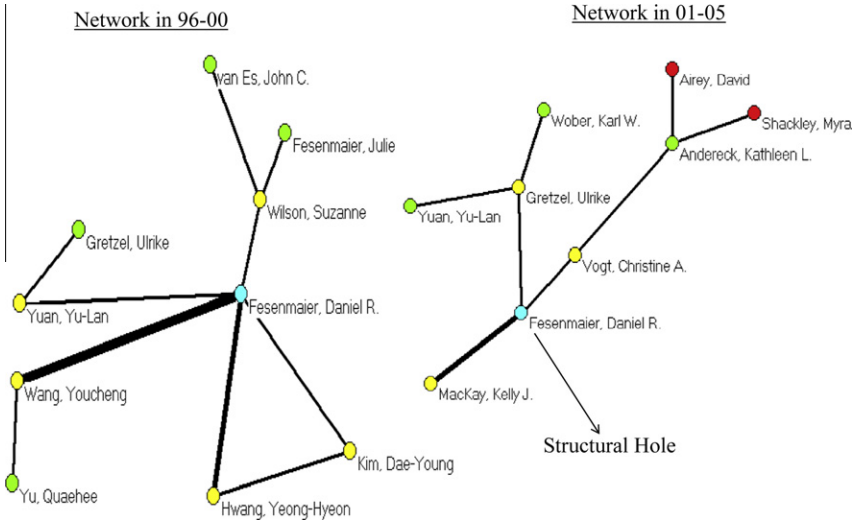 Network in 96-00
van Es, John C.
Fesenmaier, Julie
Wilson, Suzanne
Gretzel, Ulrike
Fesenmaier, Daniel R.
Yuan, Yu-Lan
Wang, Youcheng
Kim, Dae-Young
Yu, Quaehee
Hwang, Yeong-Hyeon
Network in 01-05
Airey, David
Wober, Karl W.
Shackley, Myra
Andereck, Kathleen L.
Gretzel, Ulrike
Yuan, Yu-Lan
Vogt, Christine A.
Fesenmaier, Daniel R.
MacKay, Kelly J.
Structural Hole